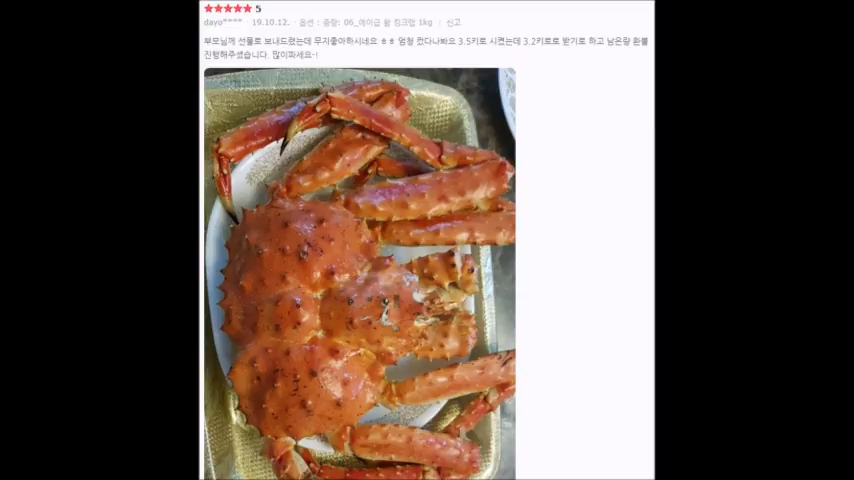 ★★★★★ 5
dayo**** · 19.10.12. · 옵션 : 중량: 06_에이급 왕 킹크랩 1kg | 신고
부모님께 선물로 보내드렸는데 무지좋아하시네요 ㅎㅎ 엄청 컸다나봐요 3.5키로 시켰는데 3.2키로로 받기로 하고 남은량 환불
진행해주셨습니다. 많이파세요~!